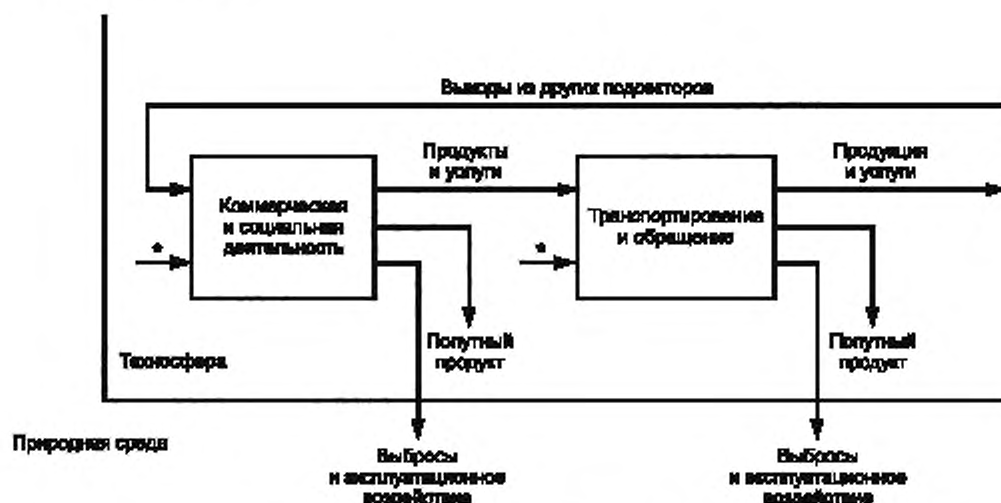 Выходы из других подсекторов
Продукты
и услуги
Продукция
и услуги
Коммерческая
и социальная
деятельность
Транспортирование
и обращение
*
*
Попутный
продукт
Попутный
продукт
Техносфера
Природная среда
Выбросы
и эксплуатационное
воздействие
Выбросы
и эксплуатационное
воздействие